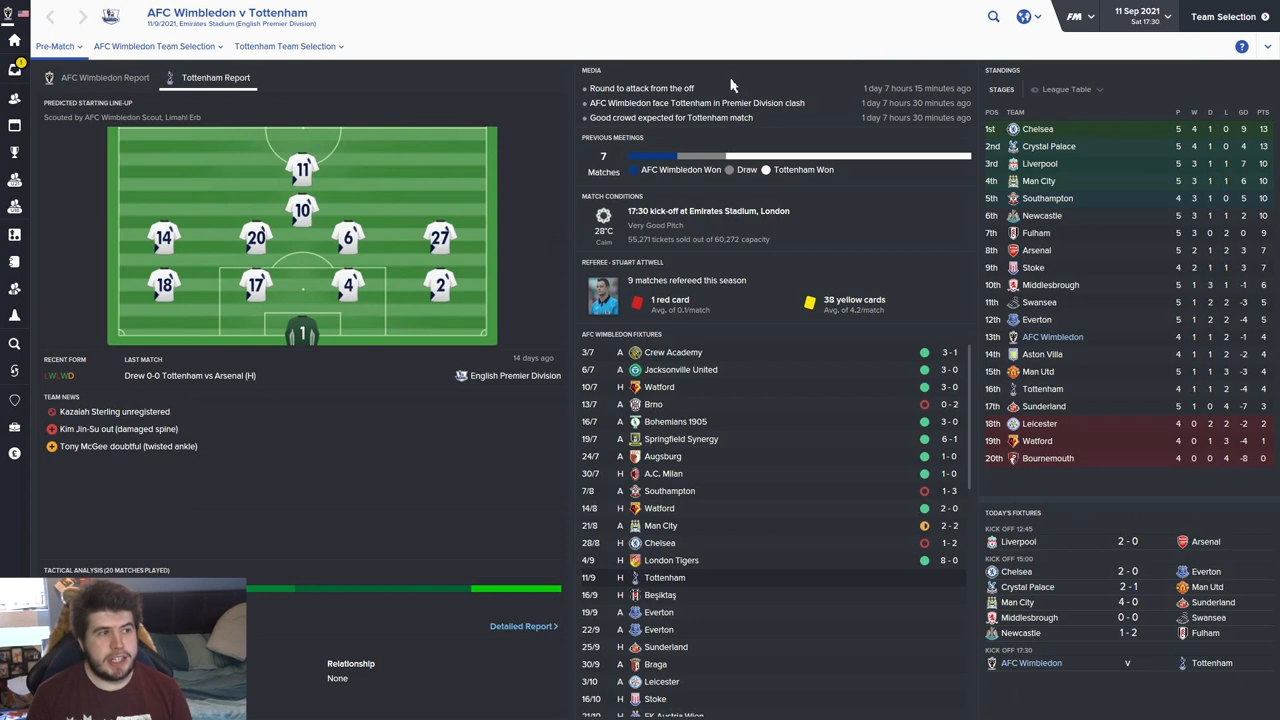 AFC Wimbledon v Tottenham
11/9/2021, Emirates Stadium (English Premier Division)
FM
11 Sep 2021
Sat 17:30
Team Selection
Pre-Match
AFC Wimbledon Team Selection
Tottenham Team Selection
?
1
AFC Wimbledon Report
Tottenham Report
PREDICTED STARTING LINE-UP
Scouted by AFC Wimbledon Scout, Limahl Erb
11
10
14 20 6 27
18 17 4 2
1
RECENT FORM
LWLWD
LAST MATCH
14 days ago
Drew 0-0 Tottenham vs Arsenal (H)
English Premier Division
TEAM NEWS
Kazaiah Sterling unregistered
Kim Jin-Su out (damaged spine)
Tony McGee doubtful (twisted ankle)
TACTICAL ANALYSIS (20 MATCHES PLAYED)
Detailed Report
Relationship
None
MEDIA
Round to attack from the off 1 day 7 hours 15 minutes ago
AFC Wimbledon face Tottenham in Premier Division clash 1 day 7 hours 30 minutes ago
Good crowd expected for Tottenham match 1 day 7 hours 30 minutes ago
PREVIOUS MEETINGS
7
Matches
AFC Wimbledon Won Draw Tottenham Won
MATCH CONDITIONS
28°C
Calm
17:30 kick-off at Emirates Stadium, London
Very Good Pitch
55,271 tickets sold out of 60,272 capacity
REFEREE - STUART ATTWELL
9 matches refereed this season
1 red card
Avg. of 0.1/match
38 yellow cards
Avg. of 4.2/match
AFC WIMBLEDON FIXTURES
3/7 A Crew Academy 3 - 1
6/7 A Jacksonville United 3 - 0
10/7 H Watford 3 - 0
13/7 A Brno 0 - 2
16/7 A Bohemians 1905 3 - 0
19/7 A Springfield Synergy 6 - 1
24/7 A Augsburg 1 - 0
30/7 H A.C. Milan 1 - 0
7/8 A Southampton 1 - 3
14/8 H Watford 2 - 0
21/8 A Man City 2 - 2
28/8 H Chelsea 1 - 2
4/9 H London Tigers 8 - 0
11/9 H Tottenham
16/9 H Beşiktaş
19/9 A Everton
22/9 A Everton
25/9 H Sunderland
30/9 A Braga
3/10 A Leicester
16/10 H Stoke
21/10 H FK Austria Wien
STANDINGS
STAGES League Table
POS TEAM P W D L GD PTS
1st Chelsea 5 4 1 0 9 13
2nd Crystal Palace 5 4 1 0 4 13
3rd Liverpool 5 3 1 1 7 10
4th Man City 5 3 1 1 6 10
5th Southampton 4 3 1 0 5 10
6th Newcastle 5 3 1 1 2 10
7th Fulham 5 3 0 2 0 9
8th Arsenal 5 2 1 2 3 7
9th Stoke 4 2 1 1 3 7
10th Middlesbrough 5 1 3 1 -1 6
11th Swansea 5 1 2 2 -3 5
12th Everton 5 1 2 2 -4 5
13th AFC Wimbledon 4 1 1 2 -1 4
14th Aston Villa 4 1 1 2 -2 4
15th Man Utd 5 1 1 3 -3 4
16th Tottenham 4 1 1 2 -4 4
17th Sunderland 5 1 0 4 -7 3
18th Leicester 4 0 2 2 -2 2
19th Watford 4 0 1 3 -4 1
20th Bournemouth 4 0 0 4 -8 0
TODAY'S FIXTURES
KICK OFF 12:45
Liverpool 2 - 0 Arsenal
KICK OFF 15:00
Chelsea 2 - 0 Everton
Crystal Palace 2 - 1 Man Utd
Man City 4 - 0 Sunderland
Middlesbrough 0 - 0 Swansea
Newcastle 1 - 2 Fulham
KICK OFF 17:30
AFC Wimbledon v Tottenham